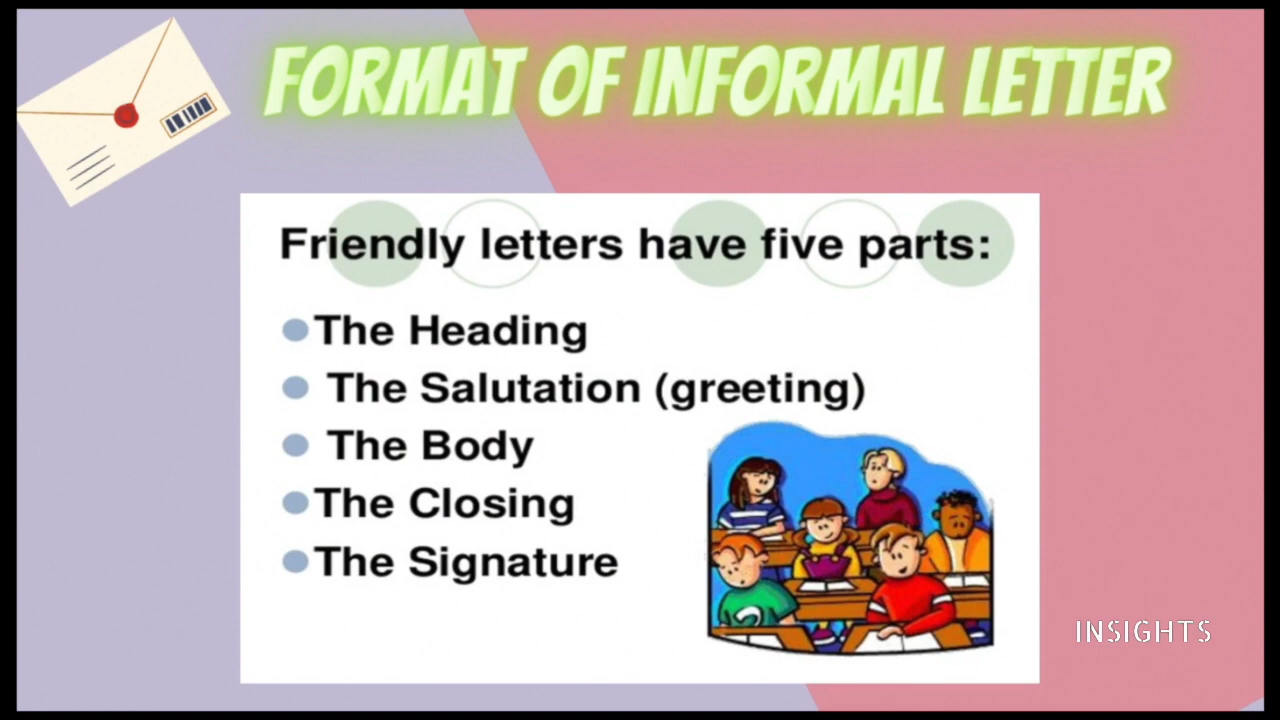 FORMAT OF INFORMAL LETTER
Friendly letters have five parts:
The Heading
The Salutation (greeting)
The Body
The Closing
The Signature
INSIGHTS